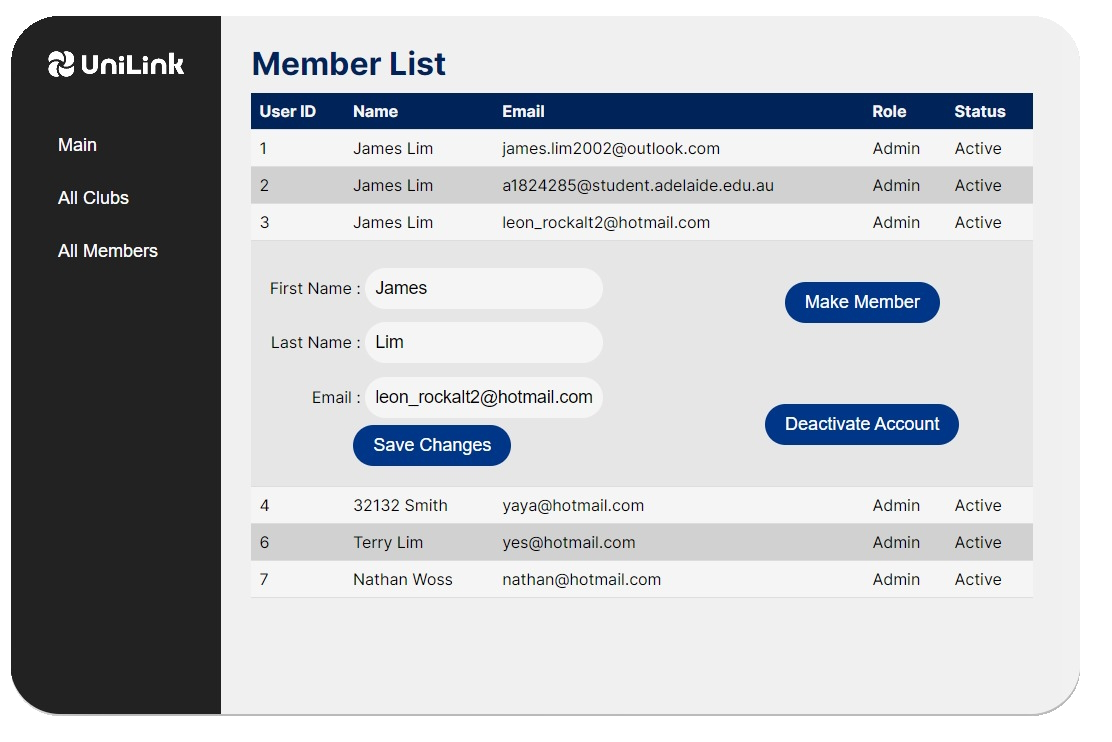 UniLink
Main
All Clubs
All Members
Member List
User ID Name Email Role Status
1 James Lim james.lim2002@outlook.com Admin Active
2 James Lim a1824285@student.adelaide.edu.au Admin Active
3 James Lim leon_rockalt2@hotmail.com Admin Active
First Name : James
Make Member
Last Name : Lim
Email : leon_rockalt2@hotmail.com
Deactivate Account
Save Changes
4 32132 Smith yaya@hotmail.com Admin Active
6 Terry Lim yes@hotmail.com Admin Active
7 Nathan Woss nathan@hotmail.com Admin Active